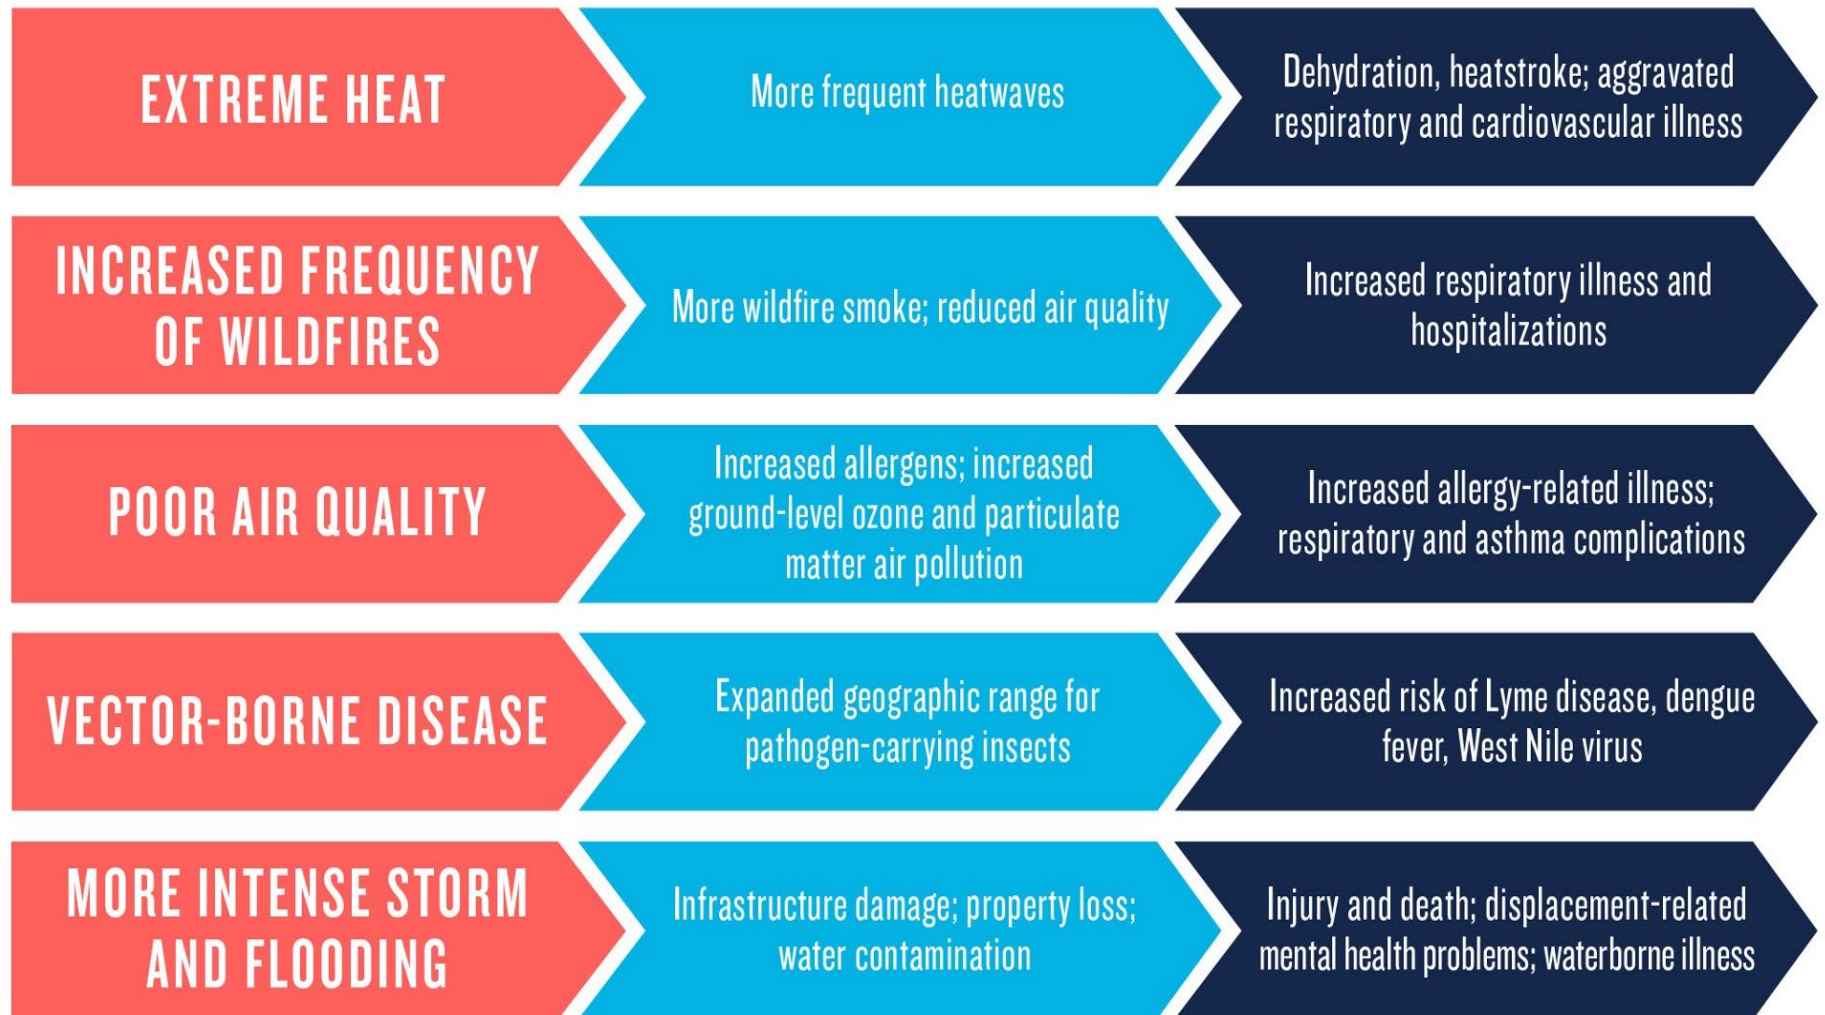 EXTREME HEAT
More frequent heatwaves
Dehydration, heatstroke; aggravated
respiratory and cardiovascular illness
INCREASED FREQUENCY
OF WILDFIRES
More wildfire smoke; reduced air quality
Increased respiratory illness and
hospitalizations
POOR AIR QUALITY
Increased allergens; increased
ground-level ozone and particulate
matter air pollution
Increased allergy-related illness;
respiratory and asthma complications
VECTOR-BORNE DISEASE
Expanded geographic range for
pathogen-carrying insects
Increased risk of Lyme disease, dengue
fever, West Nile virus
MORE INTENSE STORM
AND FLOODING
Infrastructure damage; property loss;
water contamination
Injury and death; displacement-related
mental health problems; waterborne illness